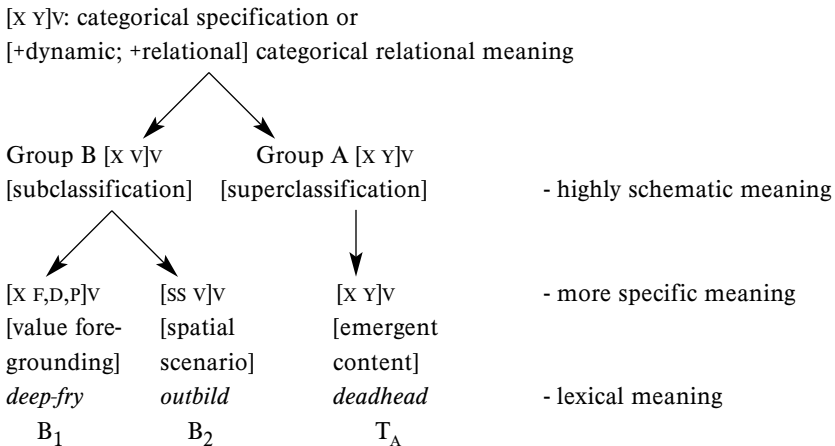 [X Y]V: categorical specification or
[+dynamic; +relational] categorical relational meaning
Group B [X V]V Group A [X Y]V
[subclassification] [superclassification] - highly schematic meaning
[X F,D,P]V [SS V]V [X Y]V - more specific meaning
[value fore- [spatial [emergent
grounding] scenario] content]
deep-fry outbild deadhead - lexical meaning
B1 B2 TA